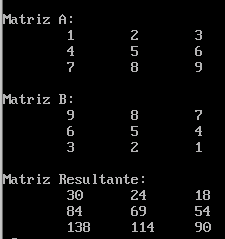 Matriz A:
1 2 3
4 5 6
7 8 9
Matriz B:
9 8 7
6 5 4
3 2 1
Matriz Resultante:
30 24 18
84 69 54
138 114 90